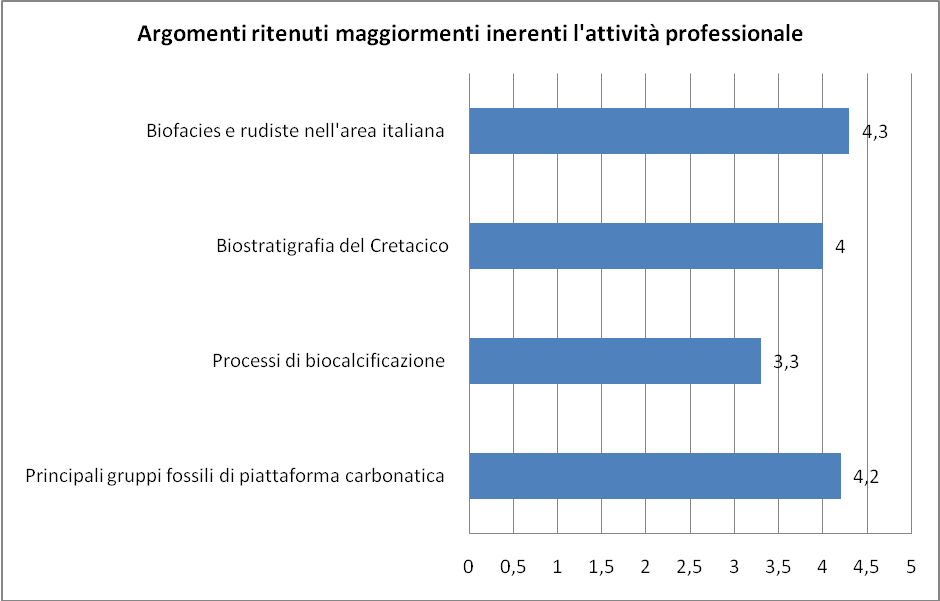 Argomenti ritenuti maggiormenti inerenti l'attività professionale
Biofacies e rudiste nell'area italiana
4,3
Biostratigrafia del Cretacico
4
Processi di biocalcificazione
3,3
Principali gruppi fossili di piattaforma carbonatica
4,2
0 0,5 1 1,5 2 2,5 3 3,5 4 4,5 5